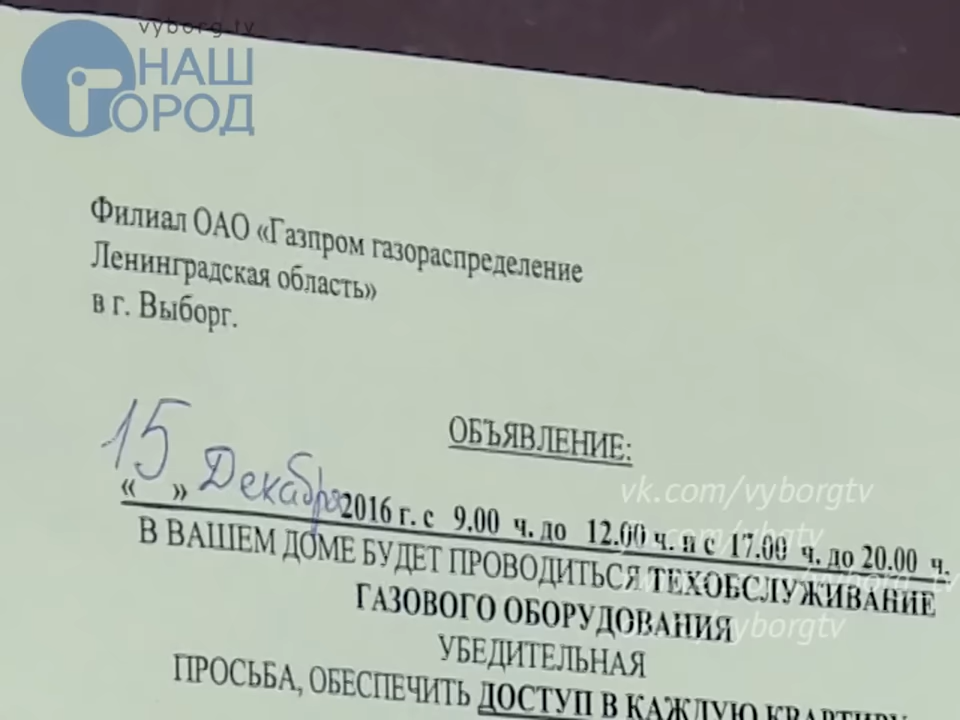 vyborg.tv
НАШ
ГОРОД
Филиал ОАО «Газпром газораспределение
Ленинградская область»
в г. Выборг.
ОБЪЯВЛЕНИЕ:
«15» Декабря 2016 г. с 9.00 ч. до 12.00 ч. и с 17.00 ч. до 20.00 ч.
В ВАШЕМ ДОМЕ БУДЕТ ПРОВОДИТЬСЯ ТЕХОБСЛУЖИВАНИЕ
ГАЗОВОГО ОБОРУДОВАНИЯ
УБЕДИТЕЛЬНАЯ
ПРОСЬБА, ОБЕСПЕЧИТЬ ДОСТУП В КАЖДУЮ КВАРТИРУ
vk.com/vyborgtv